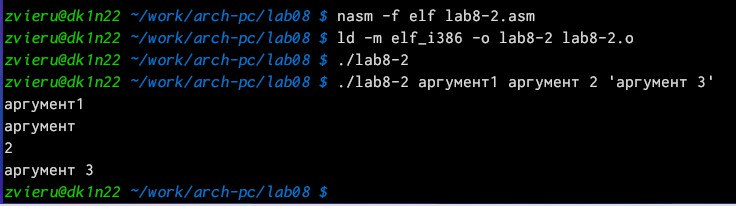 zvieru@dk1n22 ~/work/arch-pc/lab08 $ nasm -f elf lab8-2.asm
zvieru@dk1n22 ~/work/arch-pc/lab08 $ ld -m elf_i386 -o lab8-2 lab8-2.o
zvieru@dk1n22 ~/work/arch-pc/lab08 $ ./lab8-2
zvieru@dk1n22 ~/work/arch-pc/lab08 $ ./lab8-2 аргумент1 аргумент 2 'аргумент 3'
аргумент1
аргумент
2
аргумент 3
zvieru@dk1n22 ~/work/arch-pc/lab08 $